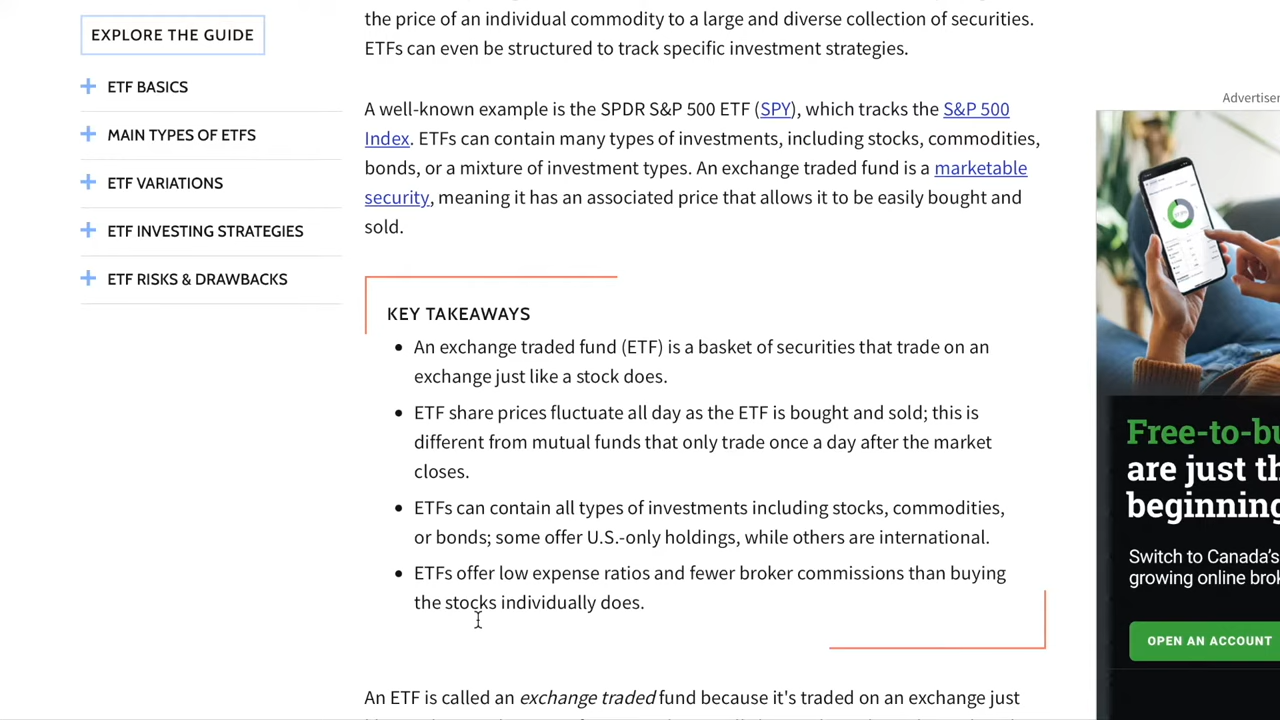 EXPLORE THE GUIDE
ETF BASICS
MAIN TYPES OF ETFS
ETF VARIATIONS
ETF INVESTING STRATEGIES
ETF RISKS & DRAWBACKS
the price of an individual commodity to a large and diverse collection of securities.
ETFs can even be structured to track specific investment strategies.
A well-known example is the SPDR S&P 500 ETF (SPY), which tracks the S&P 500
Index. ETFs can contain many types of investments, including stocks, commodities,
bonds, or a mixture of investment types. An exchange traded fund is a marketable
security, meaning it has an associated price that allows it to be easily bought and
sold.
KEY TAKEAWAYS
• An exchange traded fund (ETF) is a basket of securities that trade on an
exchange just like a stock does.
• ETF share prices fluctuate all day as the ETF is bought and sold; this is
different from mutual funds that only trade once a day after the market
closes.
• ETFs can contain all types of investments including stocks, commodities,
or bonds; some offer U.S.-only holdings, while others are international.
• ETFs offer low expense ratios and fewer broker commissions than buying
the stocks individually does.
An ETF is called an exchange traded fund because it's traded on an exchange just
Advertiser
Free-to-bu
are just th
beginning
Switch to Canada's
growing online brok
OPEN AN ACCOUNT